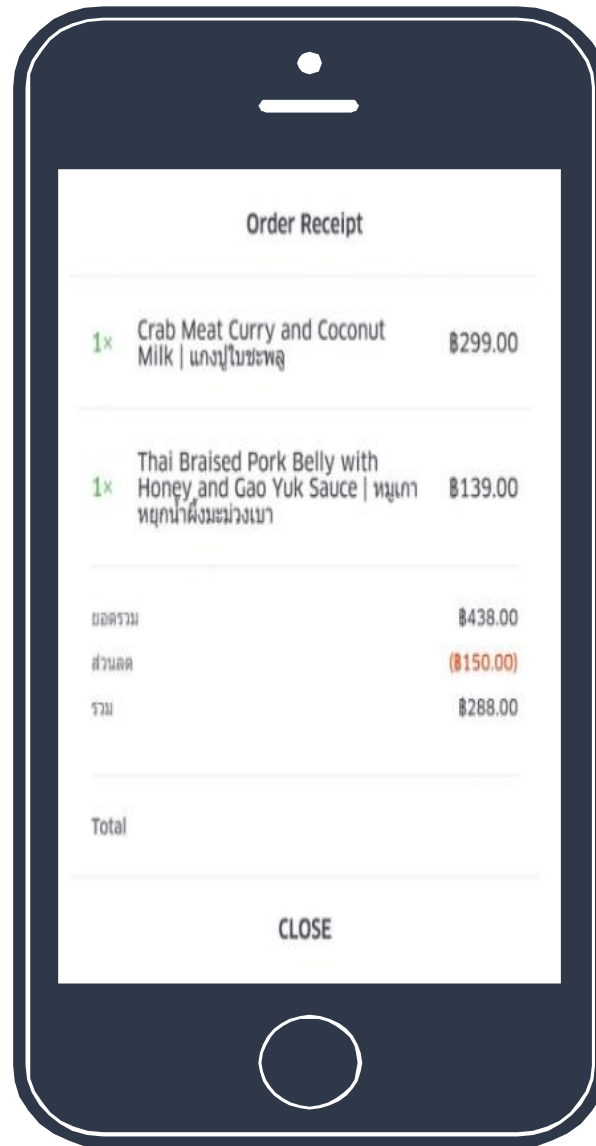 Order Receipt
1× Crab Meat Curry and Coconut ฿299.00
Milk | แกงปูใบชะพลู
Thai Braised Pork Belly with
1× Honey and Gao Yuk Sauce | หมูเกา ฿139.00
หยุกน้ำผึ้งมะม่วงเบา
ยอดรวม ฿438.00
ส่วนลด (฿150.00)
รวม ฿288.00
Total
CLOSE